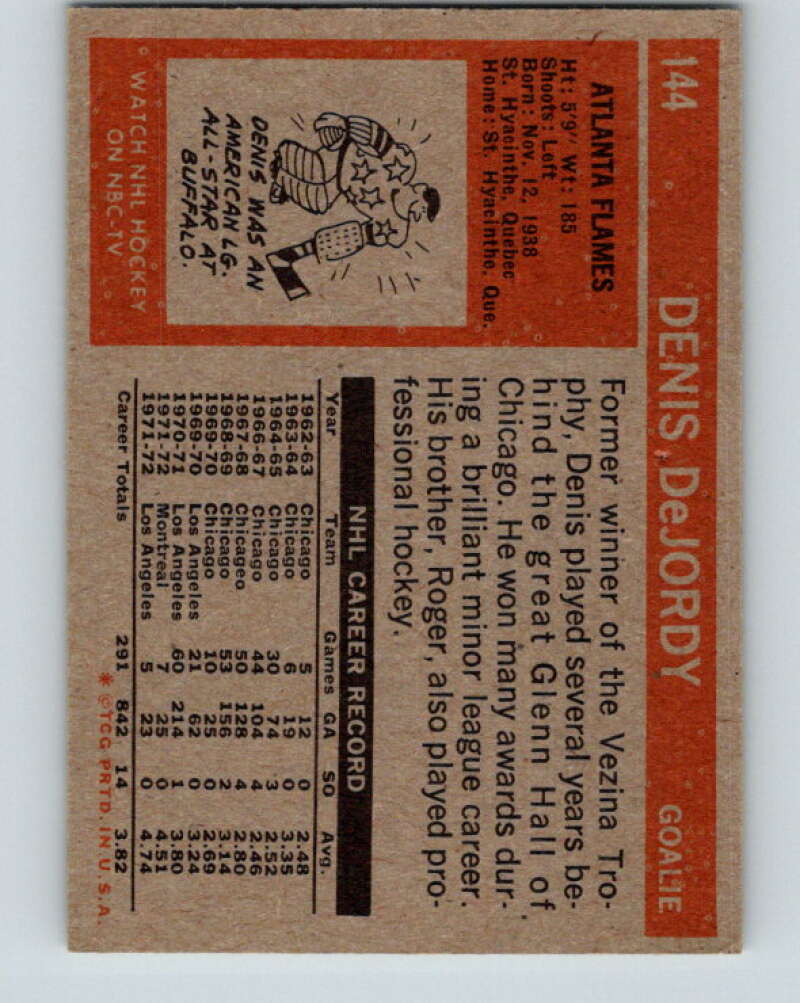 144 DENIS DeJORDY GOALIE
ATLANTA FLAMES
Ht: 5'9" Wt: 185
Shoots: Left
Born: Nov. 12, 1938
St. Hyacinthe, Quebec
Home: St. Hyacinthe, Que.
DENIS WAS AN
AMERICAN LG.
ALL-STAR AT
BUFFALO.
WATCH NHL HOCKEY
ON NBC-TV
Former winner of the Vezina Tro-
phy, Denis played several years be-
hind the great Glenn Hall of
Chicago. He won many awards dur-
ing a brilliant minor league career.
His brother, Roger, also played pro-
fessional hockey.
NHL CAREER RECORD
Year Team Games GA SO Avg.
1962-63 Chicago 5 12 0 2.48
1963-64 Chicago 6 19 0 3.35
1964-65 Chicago 30 74 3 2.52
1966-67 Chicago 44 104 4 2.46
1967-68 Chicageo 50 128 4 2.80
1968-69 Chicago 53 156 2 3.14
1969-70 Chicago 10 25 0 2.69
1969-70 Los Angeles 21 62 0 3.24
1970-71 Los Angeles 60 214 1 3.80
1971-72 Montreal 7 25 0 4.51
1971-72 Los Angeles 5 23 0 4.74
Career Totals 291 842 14 3.82
* ©TCG PRTD. IN U.S.A.